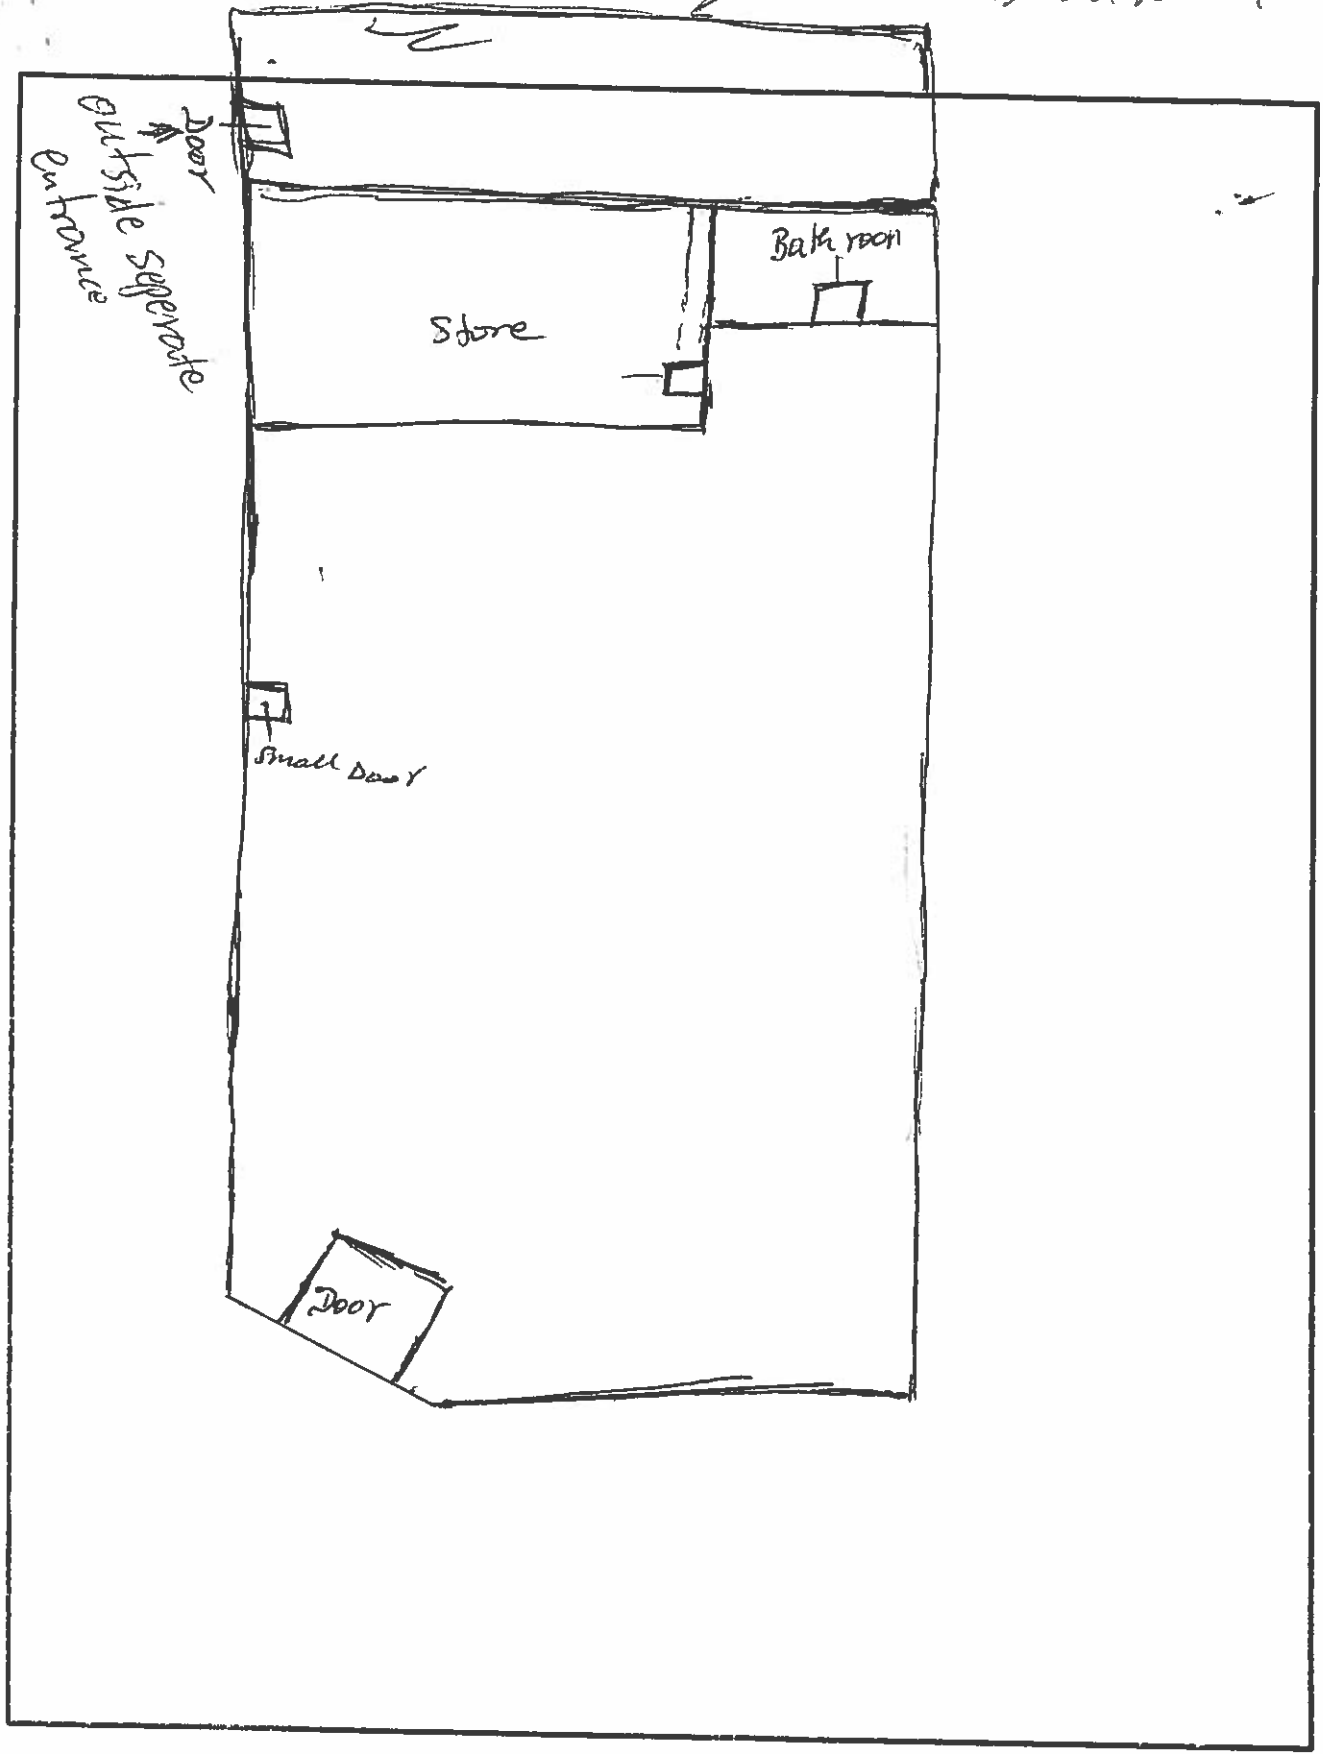 Door
outside seperate
entrance
Bath room
Store
Small Door
Door